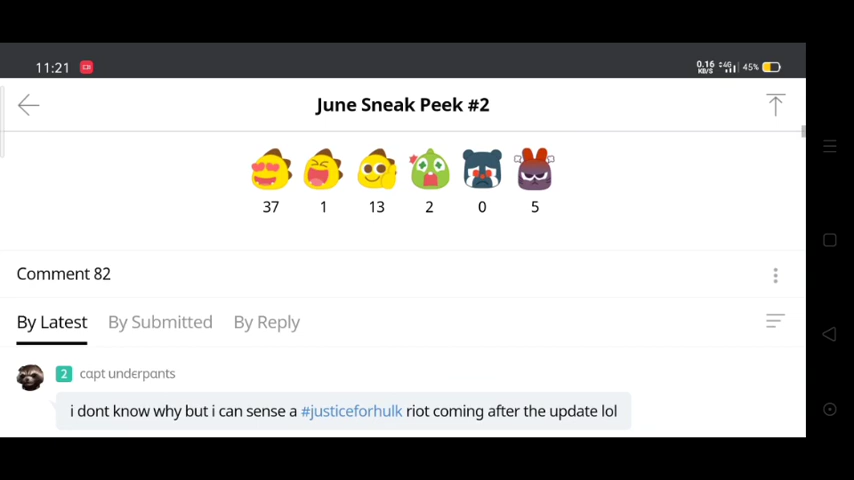 11:21
0.16 KB/S 4G 45%
June Sneak Peek #2
37 1 13 2 0 5
Comment 82
By Latest By Submitted By Reply
2 capt underpants
i dont know why but i can sense a #justiceforhulk riot coming after the update lol